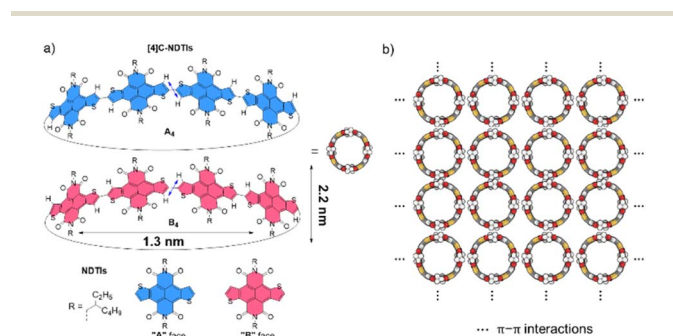 a)
[4]C-NDTIs
b)
R R R R
O N O O N O O N O O N O
S H S H S H S H
A₄
=
B₄
1.3 nm
2.2 nm
NDTIs
R =
C₂H₅
C₄H₉
"A" face
"B" face
··· π−π interactions